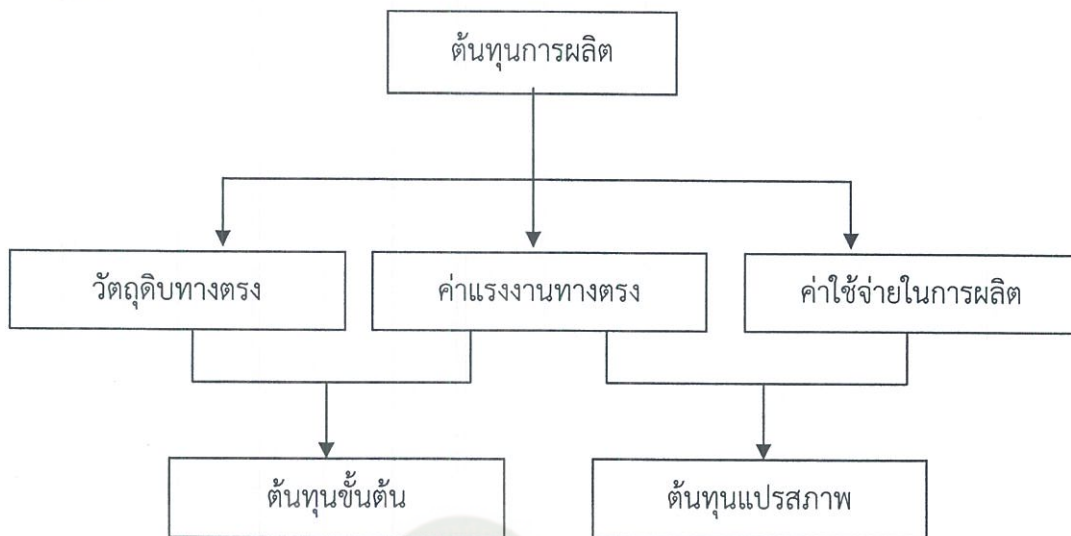 ต้นทุนการผลิต
วัตถุดิบทางตรง
ค่าแรงงานทางตรง
ค่าใช้จ่ายในการผลิต
ต้นทุนขั้นต้น
ต้นทุนแปรสภาพ